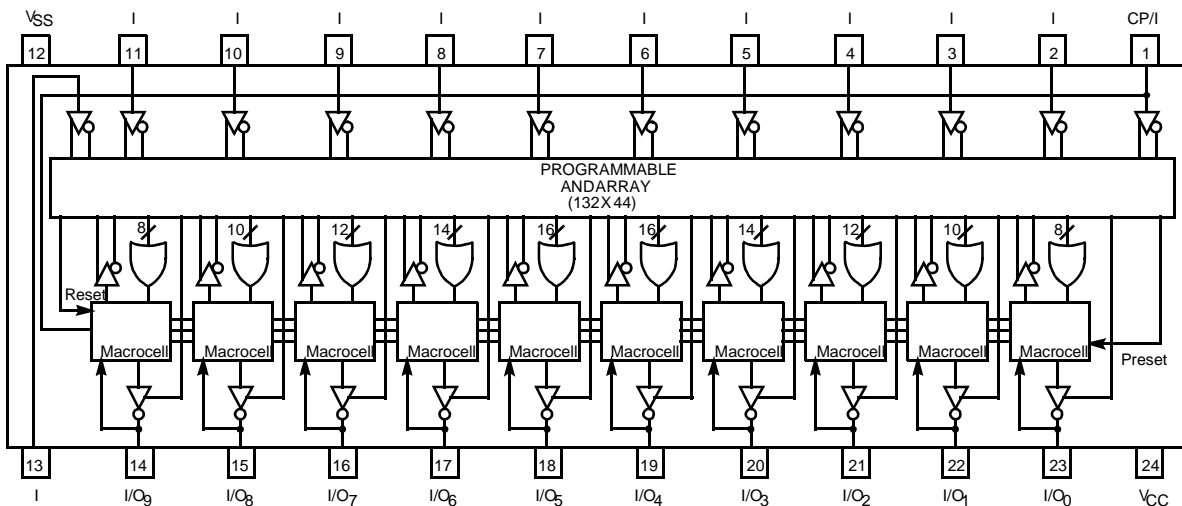 VSS I I I I I I I I I I CP/I
12 11 10 9 8 7 6 5 4 3 2 1
PROGRAMMABLE
ANDARRAY
(132X44)
8 10 12 14 16 16 14 12 10 8
Reset
Macrocell Macrocell Macrocell Macrocell Macrocell Macrocell Macrocell Macrocell Macrocell Macrocell Preset
13 14 15 16 17 18 19 20 21 22 23 24
I I/O9 I/O8 I/O7 I/O6 I/O5 I/O4 I/O3 I/O2 I/O1 I/O0 VCC